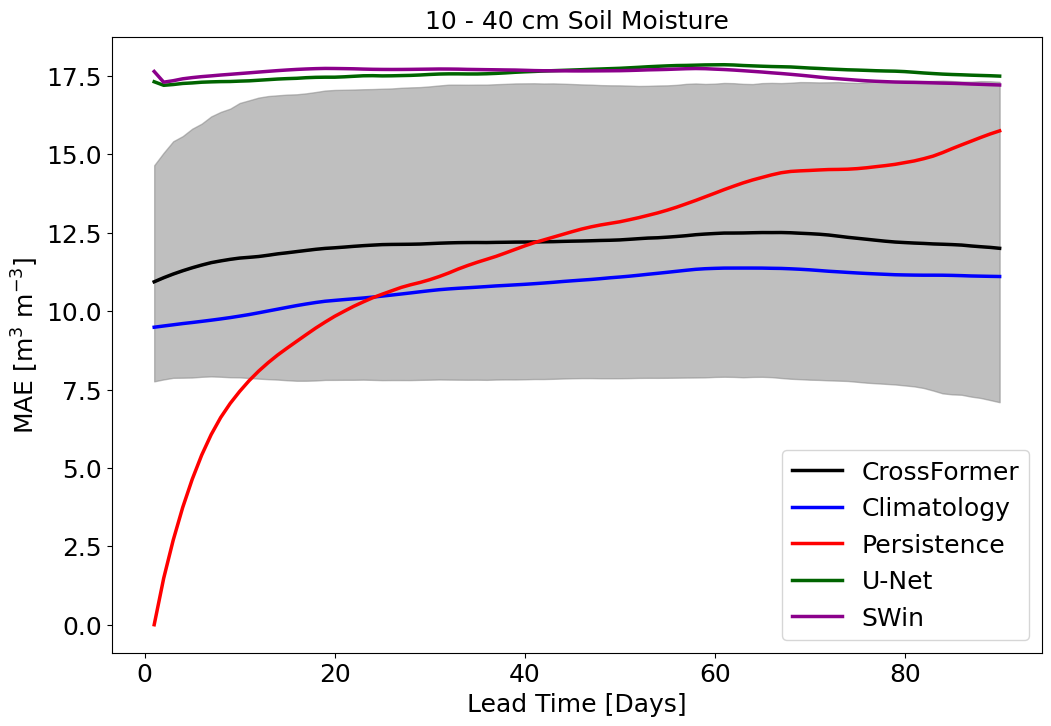 10 - 40 cm Soil Moisture
MAE [m³ m⁻³]
17.5
15.0
12.5
10.0
7.5
5.0
2.5
0.0
0 20 40 60 80
Lead Time [Days]
CrossFormer
Climatology
Persistence
U-Net
SWin